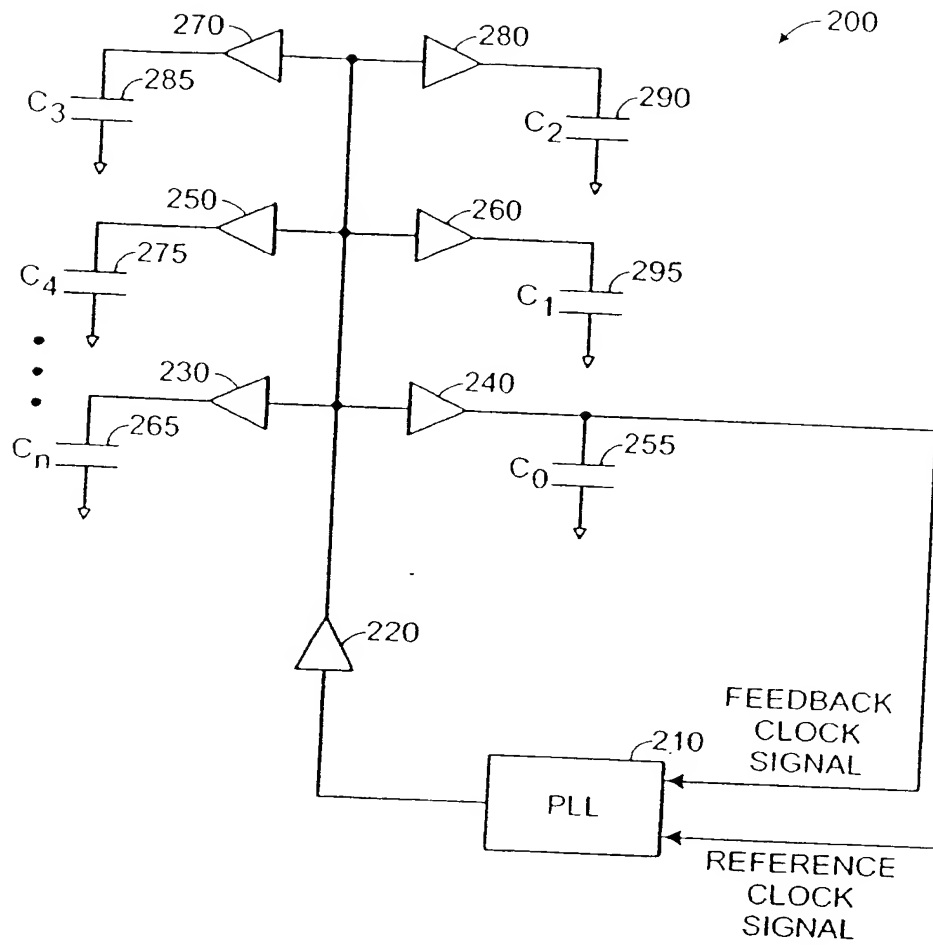 200
270
280
285
C3
290
C2
250
260
275
C4
295
C1
230
240
265
Cn
255
C0
220
FEEDBACK
CLOCK
SIGNAL
210
PLL
REFERENCE
CLOCK
SIGNAL